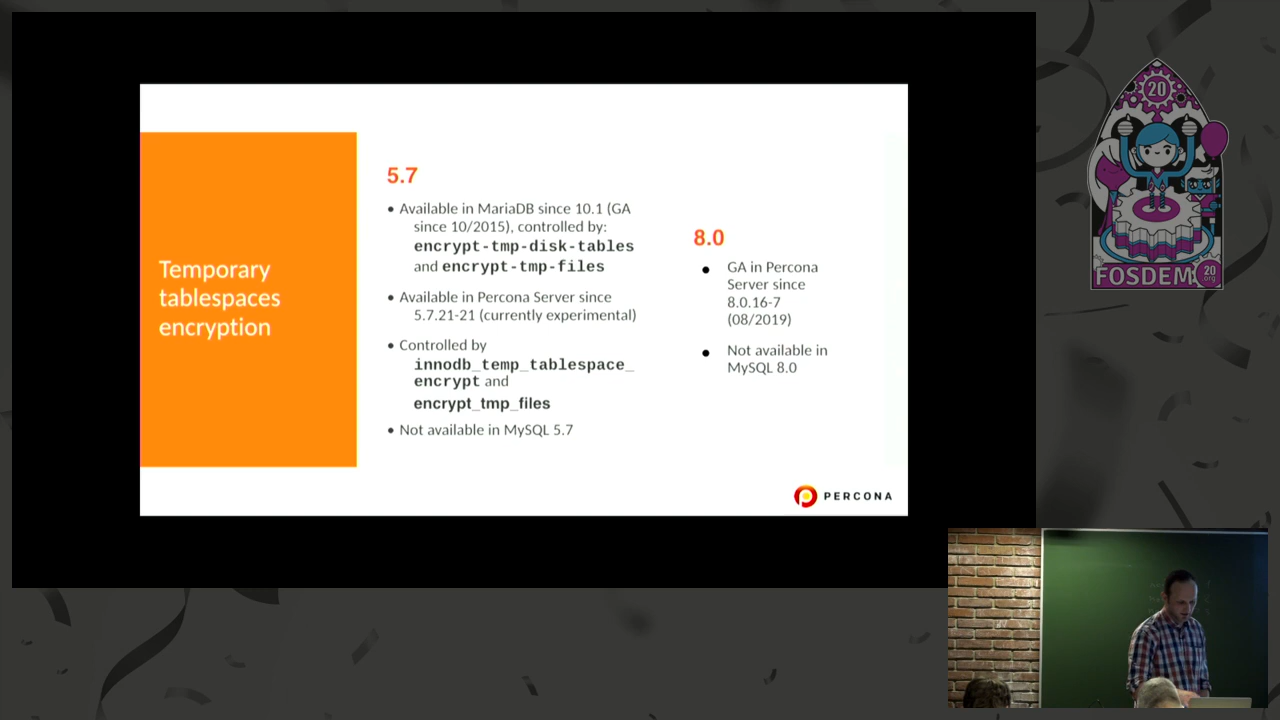 Temporary
tablespaces
encryption
5.7
• Available in MariaDB since 10.1 (GA
since 10/2015), controlled by:
encrypt-tmp-disk-tables
and encrypt-tmp-files
• Available in Percona Server since
5.7.21-21 (currently experimental)
• Controlled by
innodb_temp_tablespace_
encrypt and
encrypt_tmp_files
• Not available in MySQL 5.7
8.0
• GA in Percona
Server since
8.0.16-7
(08/2019)
• Not available in
MySQL 8.0
PERCONA
20
FOSDEM
20
.org